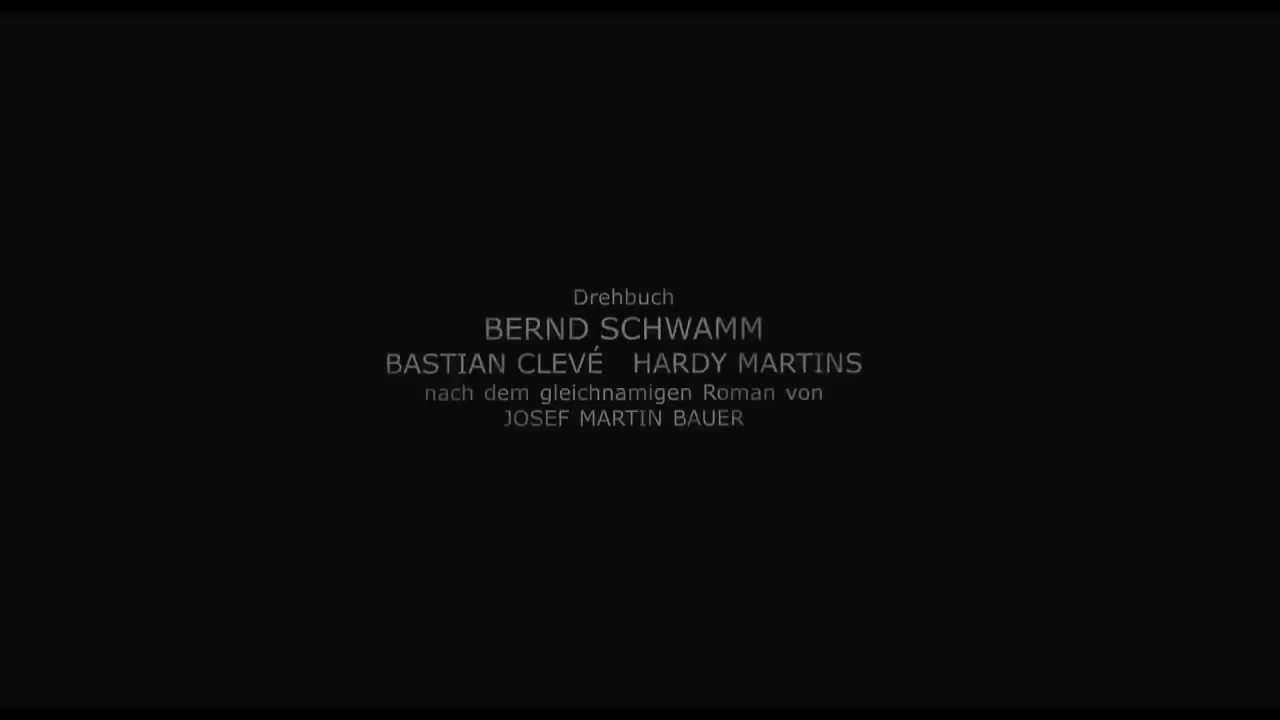 Drehbuch
BERND SCHWAMM
BASTIAN CLEVÉ HARDY MARTINS
nach dem gleichnamigen Roman von
JOSEF MARTIN BAUER